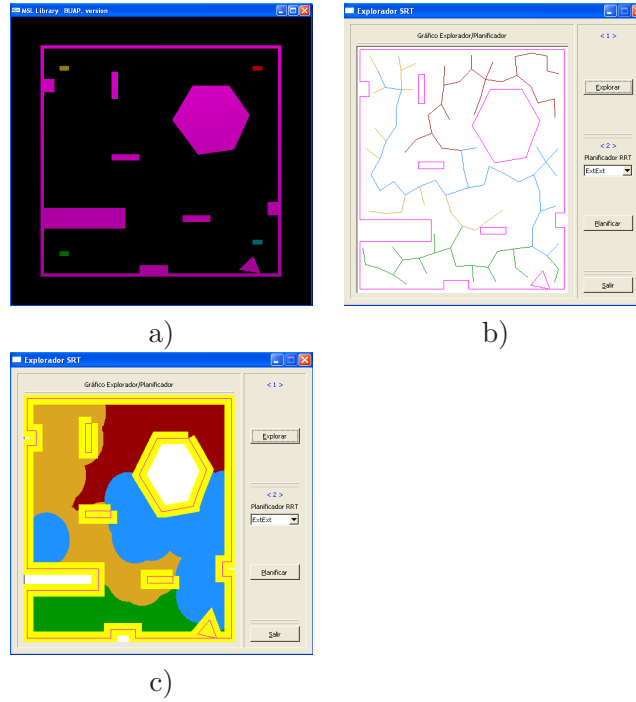 MSL Library BUAP. version
Explorador SRT
Gráfico Explorador/Planificador
< 1 >
Explorar
< 2 >
Planificador RRT
ExtExt
Planificar
Salir
a)
b)
Explorador SRT
Gráfico Explorador/Planificador
< 1 >
Explorar
< 2 >
Planificador RRT
ExtExt
Planificar
Salir
c)